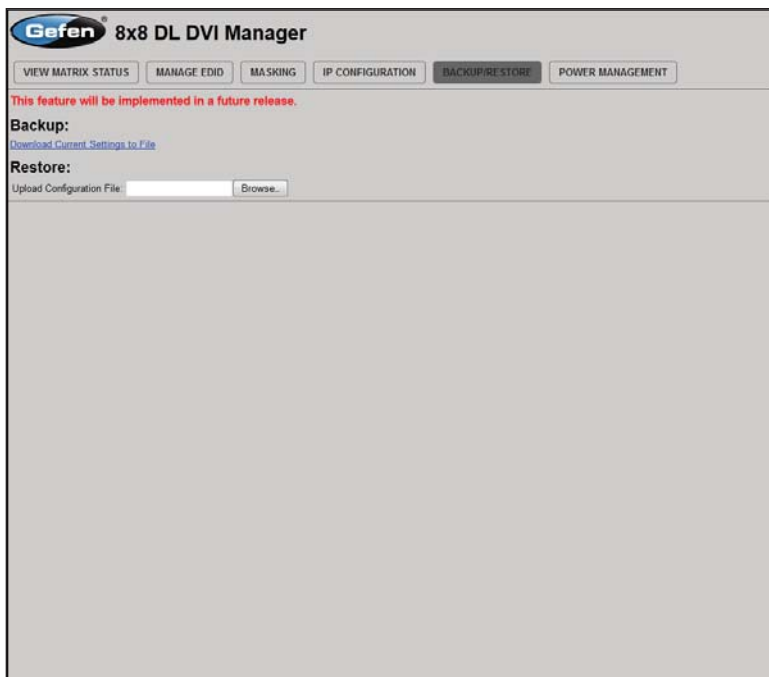 Gefen® 8x8 DL DVI Manager
VIEW MATRIX STATUS MANAGE EDID MASKING IP CONFIGURATION BACKUP/RESTORE POWER MANAGEMENT
This feature will be implemented in a future release.
Backup:
Download Current Settings to File
Restore:
Upload Configuration File: Browse..